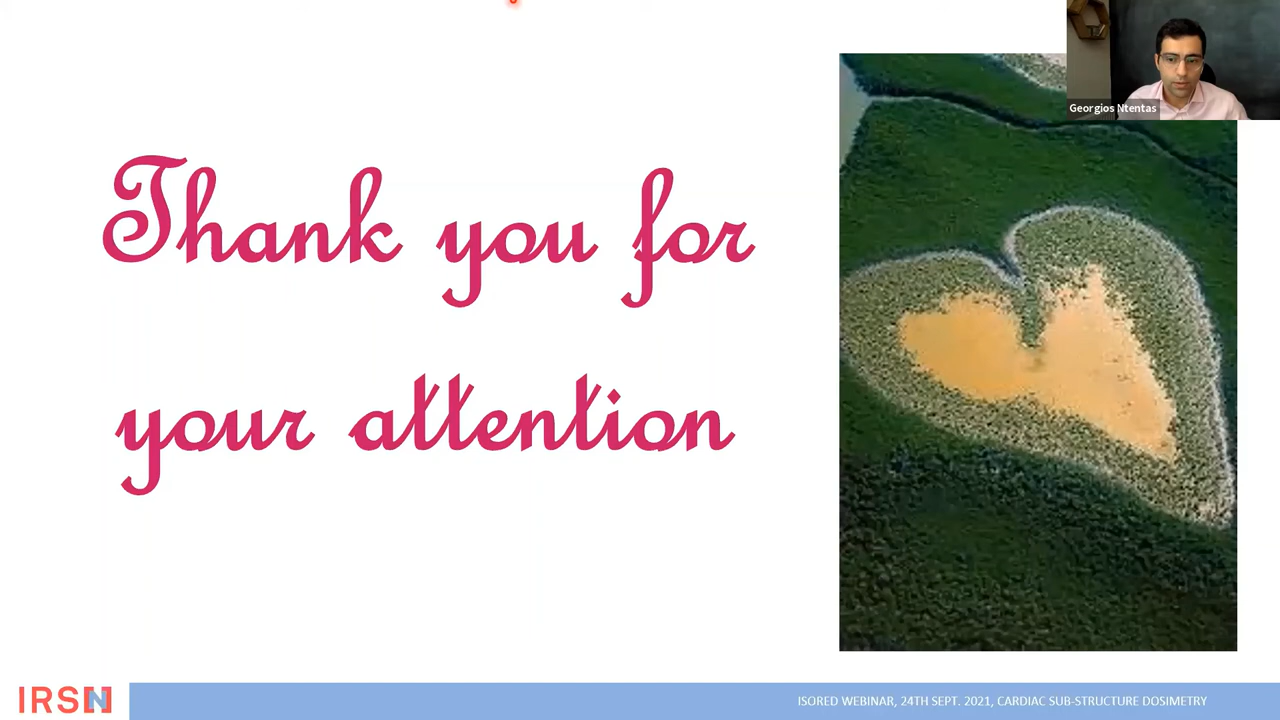 Georgios Ntentas
Thank you for
your attention
IRSN
ISORED WEBINAR, 24TH SEPT. 2021, CARDIAC SUB-STRUCTURE DOSIMETRY